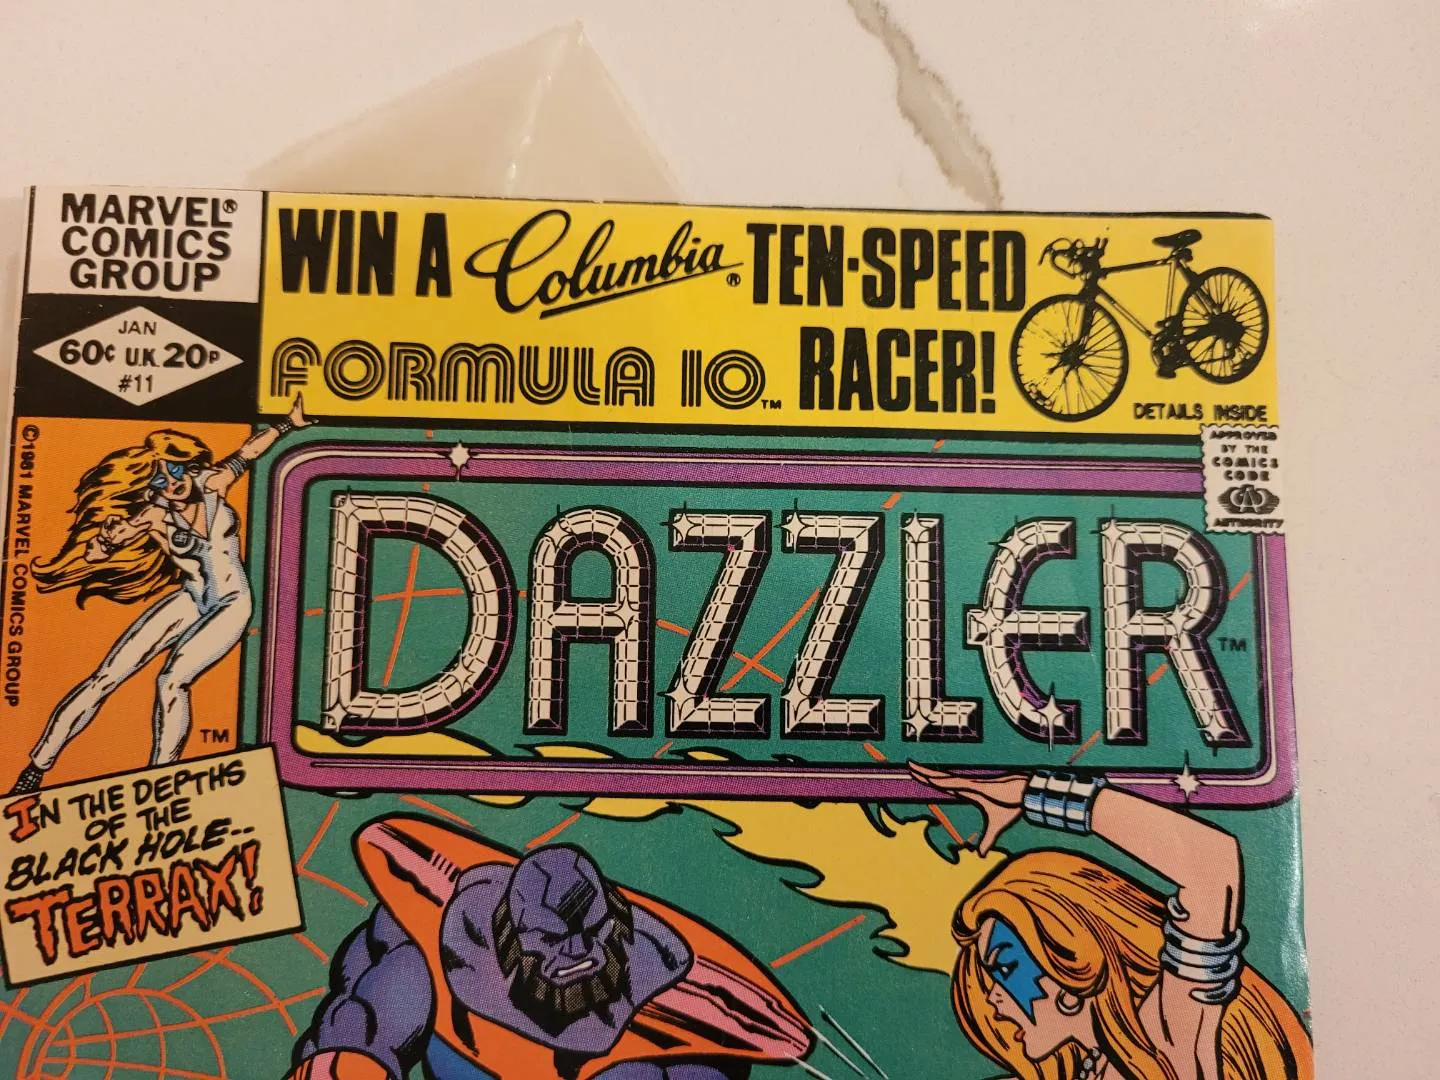 MARVEL®
COMICS
GROUP
JAN
60¢ U.K. 20p
#11
WIN A Columbia® TEN-SPEED
FORMULA 10™ RACER!
DETAILS INSIDE
APPROVED
BY THE
COMICS
CODE
CA
AUTHORITY
©1981 MARVEL COMICS GROUP
TM
DAZZLER™
IN THE DEPTHS
OF THE
BLACK HOLE--
TERRAX!